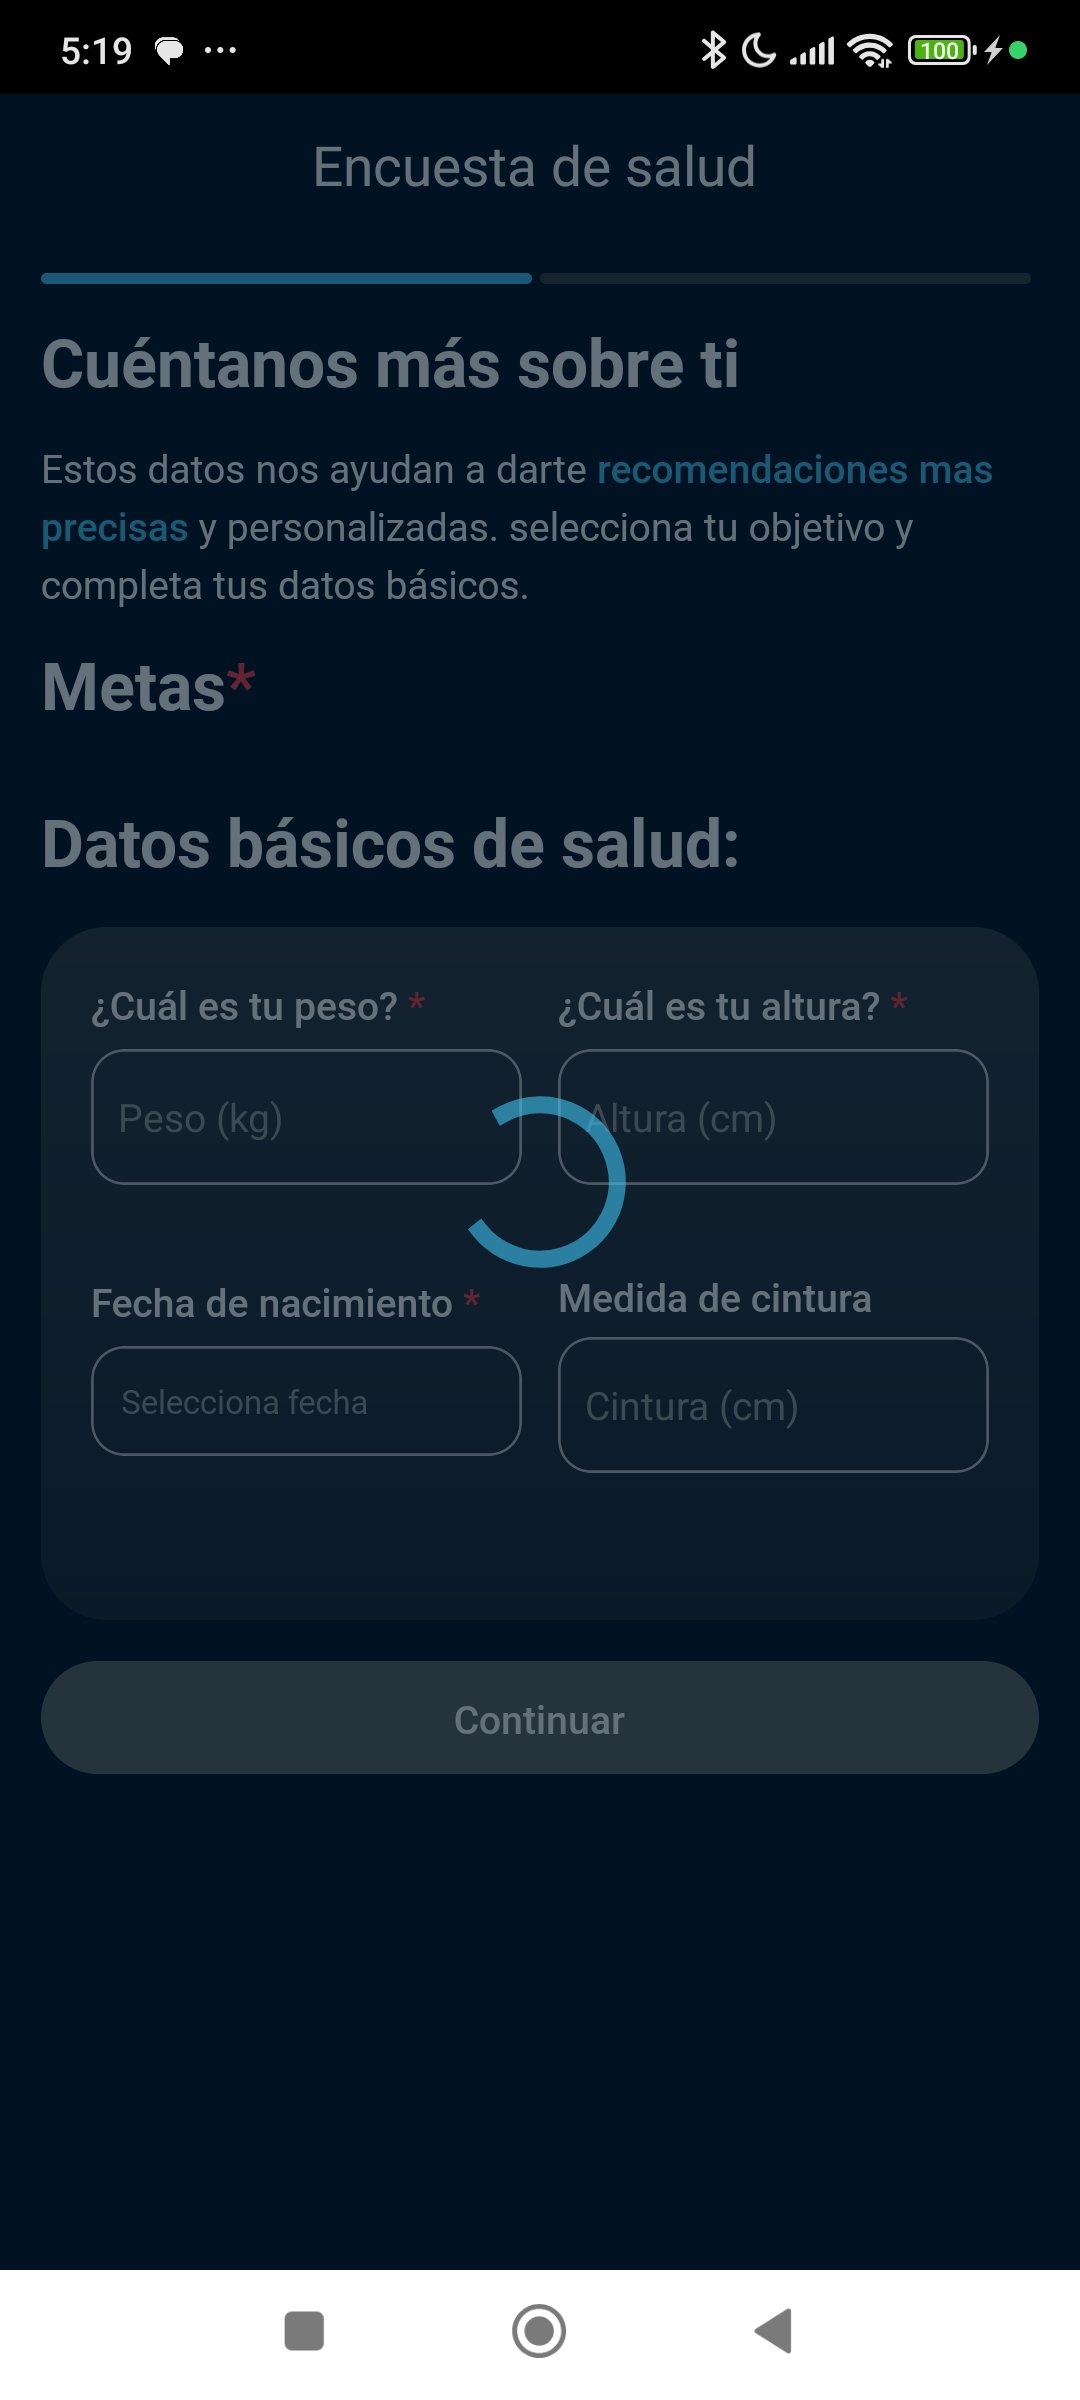 5:19
100
Encuesta de salud
Cuéntanos más sobre ti
Estos datos nos ayudan a darte recomendaciones mas
precisas y personalizadas. selecciona tu objetivo y
completa tus datos básicos.
Metas*
Datos básicos de salud:
¿Cuál es tu peso? *
¿Cuál es tu altura? *
Peso (kg)
Altura (cm)
Fecha de nacimiento *
Medida de cintura
Selecciona fecha
Cintura (cm)
Continuar